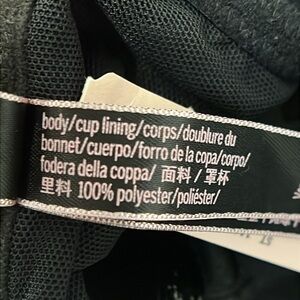 body/cup lining/corps/doublure du
bonnet/cuerpo/forro de la copa/corpo/
fodera della coppa/ 面料 / 罩杯
里料 100% polyester/poliéster/